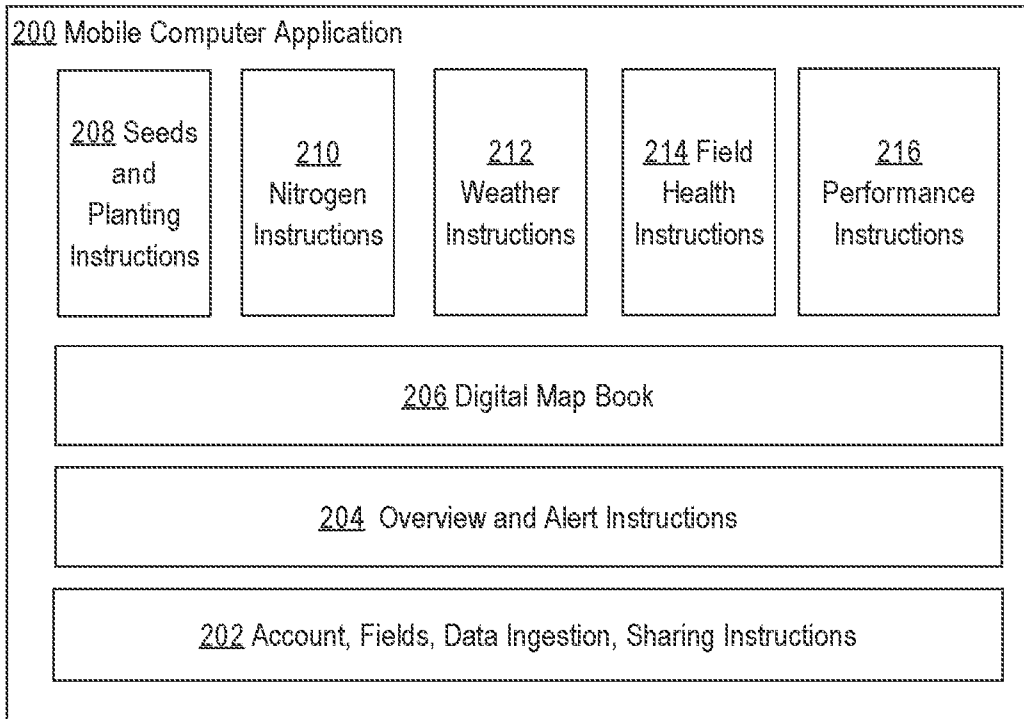 200 Mobile Computer Application
208 Seeds
and
Planting
Instructions
210
Nitrogen
Instructions
212
Weather
Instructions
214 Field
Health
Instructions
216
Performance
Instructions
206 Digital Map Book
204 Overview and Alert Instructions
202 Account, Fields, Data Ingestion, Sharing Instructions